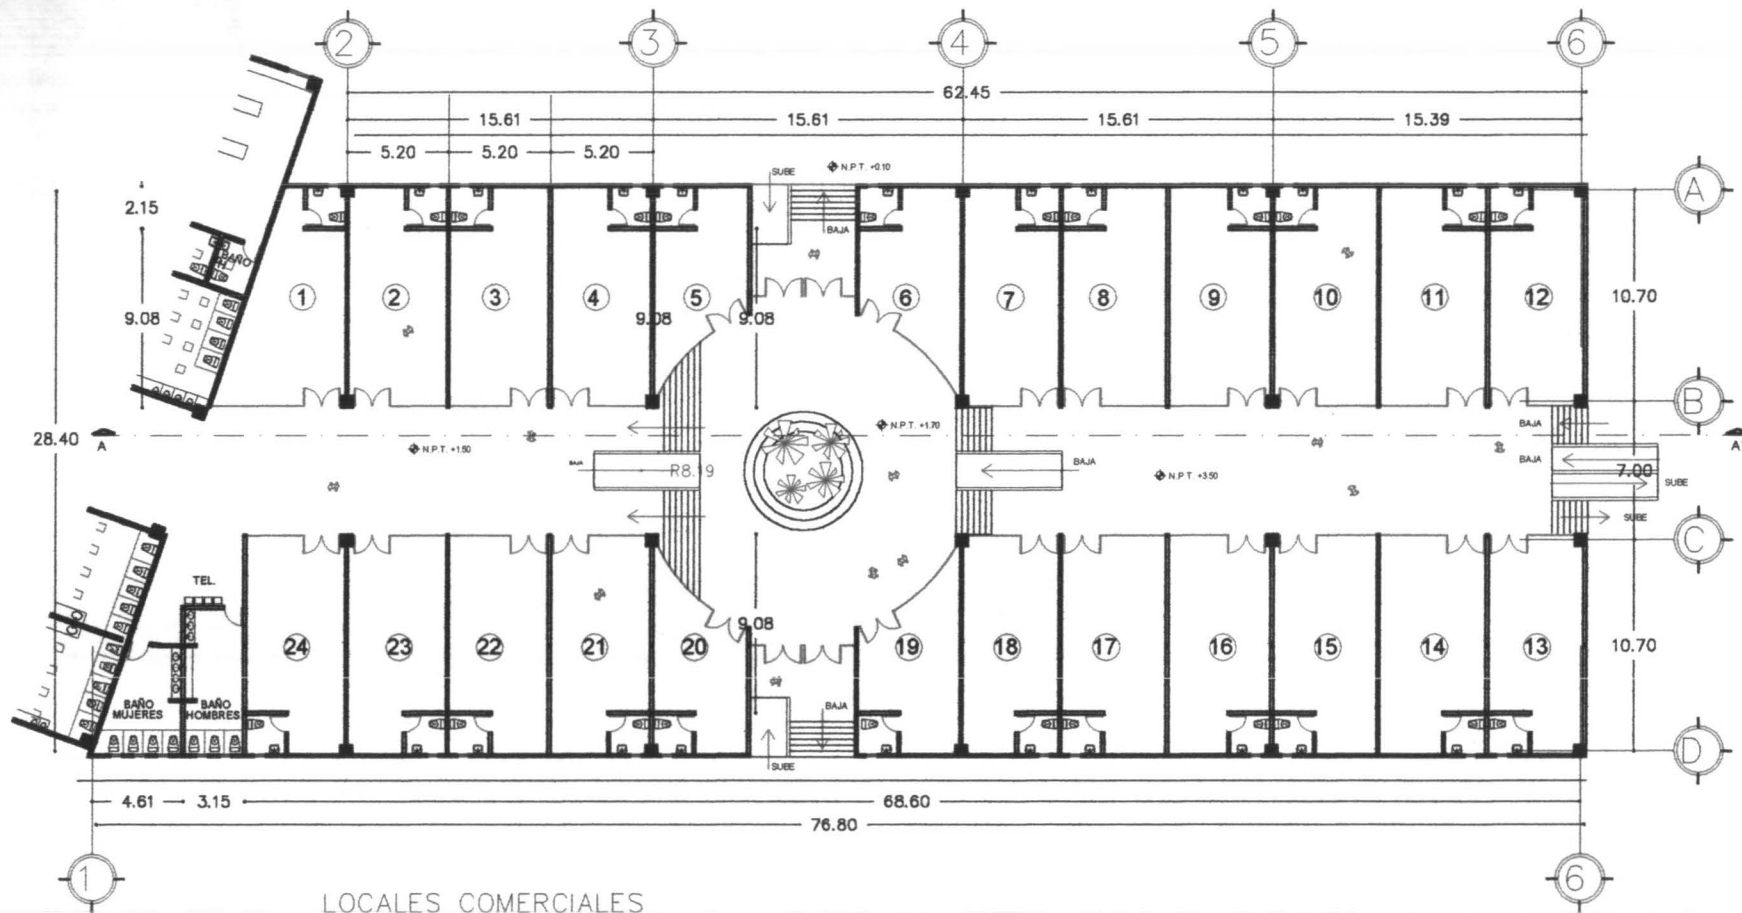 2 3 4 5 6
62.45
15.61 15.61 15.61 15.39
5.20 5.20 5.20
SUBE N.P.T. +0.10
A
2.15
BAJA BAJA
BAÑO
10.70
1 2 3 4 5 6 7 8 9 10 11 12
9.08 9.08 9.08
B
N.P.T. +1.70 BAJA
28.40 A A'
N.P.T. +1.50
BAJA R8.19 BAJA N.P.T. +3.50 BAJA 7.00
SUBE
SUBE
C
TEL.
9.08
24 23 22 21 20 19 18 17 16 15 14 13 10.70
BAÑO MUJERES BAÑO HOMBRES
BAJA
D
SUBE
4.61 3.15 68.60
76.80
1 6
LOCALES COMERCIALES